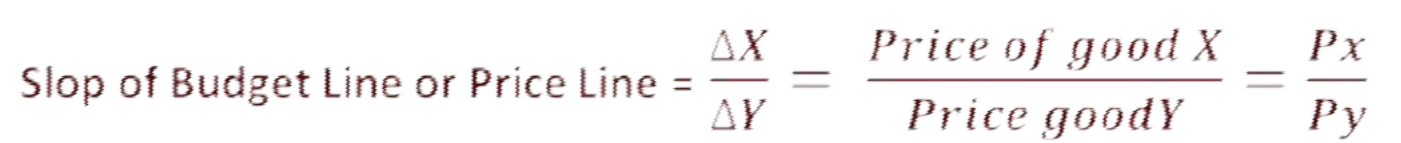 Slop of Budget Line or Price Line = ΔX/ΔY = Price of good X/Price goodY = Px/Py